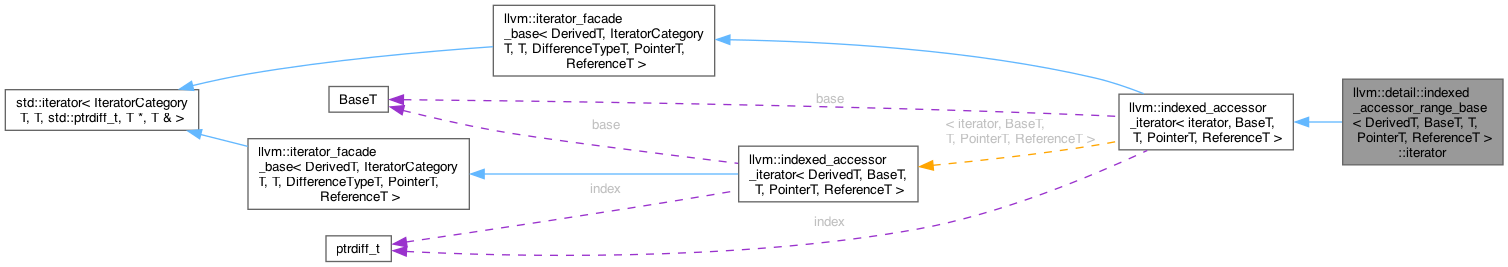 llvm::iterator_facade
_base< DerivedT, IteratorCategory
T, T, DifferenceTypeT, PointerT,
ReferenceT >
std::iterator< IteratorCategory
T, T, std::ptrdiff_t, T *, T & >
BaseT
base
base
llvm::indexed_accessor
_iterator< iterator, BaseT,
T, PointerT, ReferenceT >
llvm::detail::indexed
_accessor_range_base
< DerivedT, BaseT, T,
PointerT, ReferenceT >
::iterator
< iterator, BaseT,
T, PointerT, ReferenceT >
llvm::iterator_facade
_base< DerivedT, IteratorCategory
T, T, DifferenceTypeT, PointerT,
ReferenceT >
llvm::indexed_accessor
_iterator< DerivedT, BaseT,
T, PointerT, ReferenceT >
index
index
ptrdiff_t